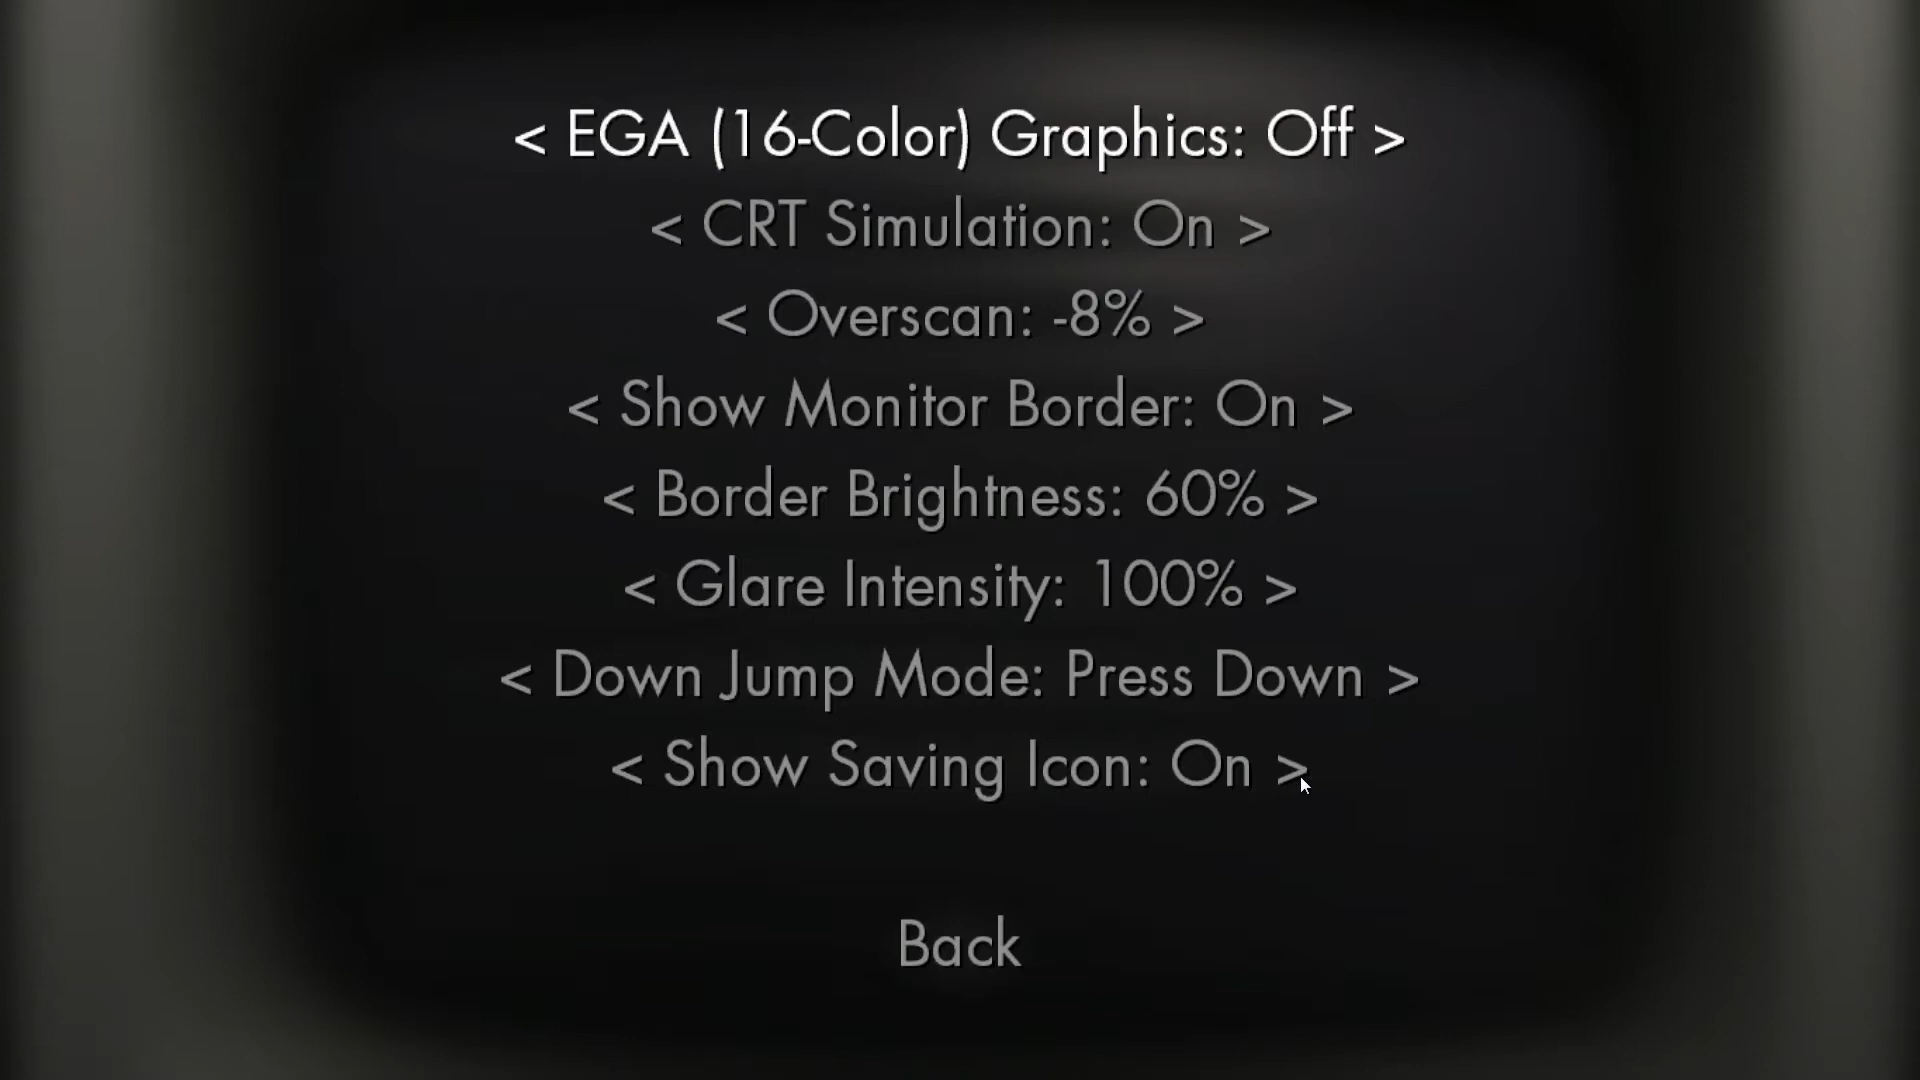 < EGA (16-Color) Graphics: Off >
< CRT Simulation: On >
< Overscan: -8% >
< Show Monitor Border: On >
< Border Brightness: 60% >
< Glare Intensity: 100% >
< Down Jump Mode: Press Down >
< Show Saving Icon: On >
Back